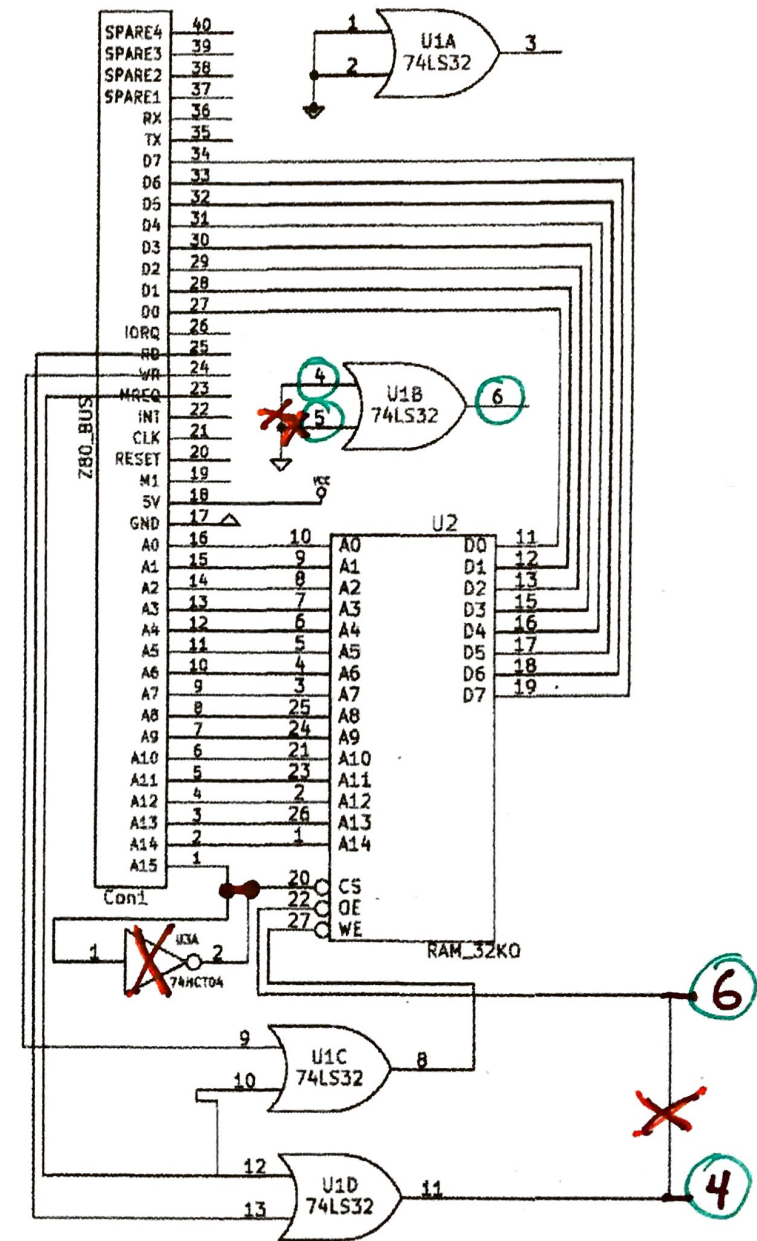 SPARE4 40
SPARE3 39
SPARE2 38
SPARE1 37
RX 36
TX 35
D7 34
D6 33
D5 32
D4 31
D3 30
D2 29
D1 28
D0 27
IORQ 26
RD 25
WR 24
MREQ 23
INT 22
CLK 21
RESET 20
M1 19
5V 18
GND 17
A0 16
A1 15
A2 14
A3 13
A4 12
A5 11
A6 10
A7 9
A8 8
A9 7
A10 6
A11 5
A12 4
A13 3
A14 2
A15 1
Z80_BUS
Con1
1
2
U1A
74LS32
3
4
5
U1B
74LS32
6
VCC
U2
10 A0 D0 11
9 A1 D1 12
8 A2 D2 13
7 A3 D3 15
6 A4 D4 16
5 A5 D5 17
4 A6 D6 18
3 A7 D7 19
25 A8
24 A9
21 A10
23 A11
2 A12
26 A13
1 A14
20 CS
22 OE
27 WE
RAM_32KO
1
U3A
2
74HCT04
6
9
10
U1C
74LS32
8
12
13
U1D
74LS32
11
4